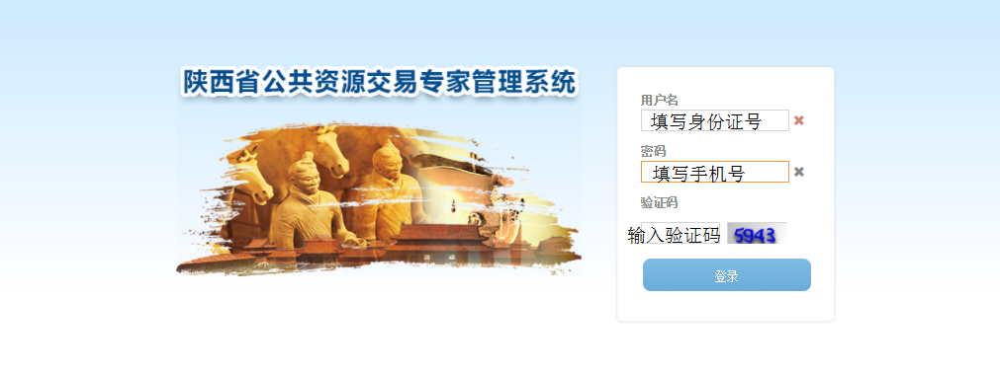 陕西省公共资源交易专家管理系统
用户名
填写身份证号
密码
填写手机号
验证码
输入验证码 5943
登录